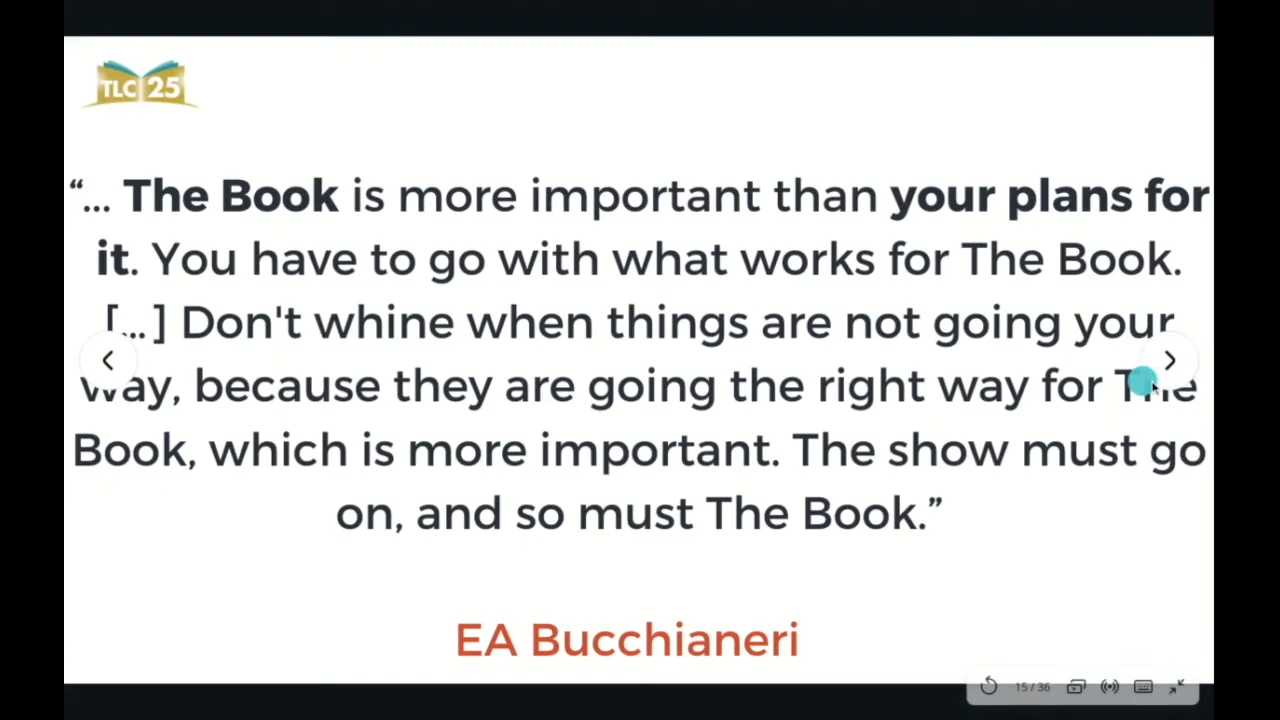 TLC 25
“... The Book is more important than your plans for
it. You have to go with what works for The Book.
[...] Don't whine when things are not going your
way, because they are going the right way for The
Book, which is more important. The show must go
on, and so must The Book.”
EA Bucchianeri
15 / 36